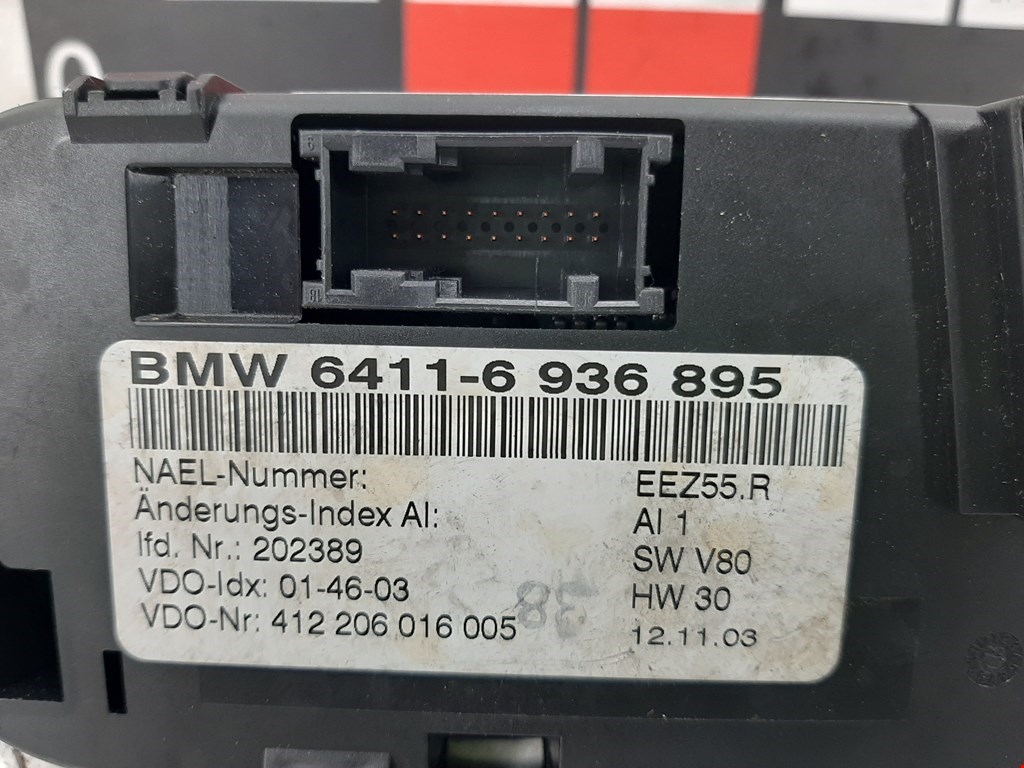 BMW 6411-6 936 895
NAEL-Nummer: EEZ55.R
Änderungs-Index AI: AI 1
lfd. Nr.: 202389 SW V80
VDO-Idx: 01-46-03 HW 30
VDO-Nr: 412 206 016 005 12.11.03
38
18